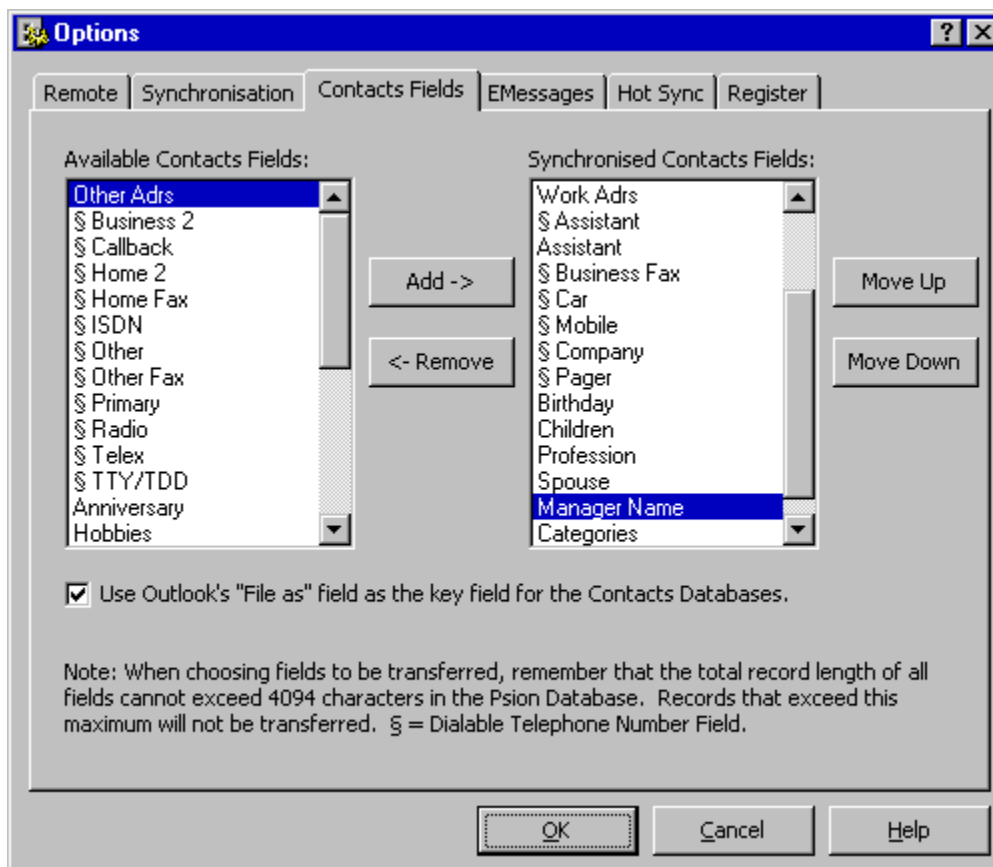 Options
Remote
Synchronisation
Contacts Fields
EMessages
Hot Sync
Register
Available Contacts Fields:
Other Adrs
§ Business 2
§ Callback
§ Home 2
§ Home Fax
§ ISDN
§ Other
§ Other Fax
§ Primary
§ Radio
§ Telex
§ TTY/TDD
Anniversary
Hobbies
Add ->
<- Remove
Synchronised Contacts Fields:
Work Adrs
§ Assistant
Assistant
§ Business Fax
§ Car
§ Mobile
§ Company
§ Pager
Birthday
Children
Profession
Spouse
Manager Name
Categories
Move Up
Move Down
Use Outlook's "File as" field as the key field for the Contacts Databases.
Note: When choosing fields to be transferred, remember that the total record length of all
fields cannot exceed 4094 characters in the Psion Database.  Records that exceed this
maximum will not be transferred.  § = Dialable Telephone Number Field.
OK
Cancel
Help